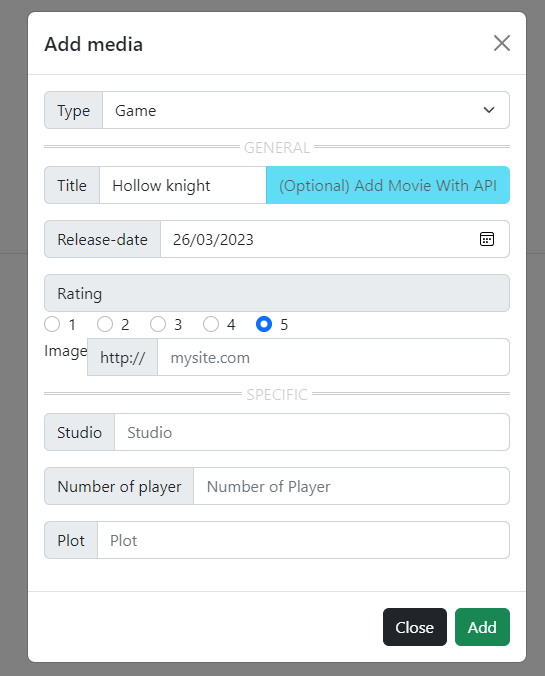 Add media
Type Game
GENERAL
Title Hollow knight (Optional) Add Movie With API
Release-date 26/03/2023
Rating
1 2 3 4 5
Image http:// mysite.com
SPECIFIC
Studio Studio
Number of player Number of Player
Plot Plot
Close Add